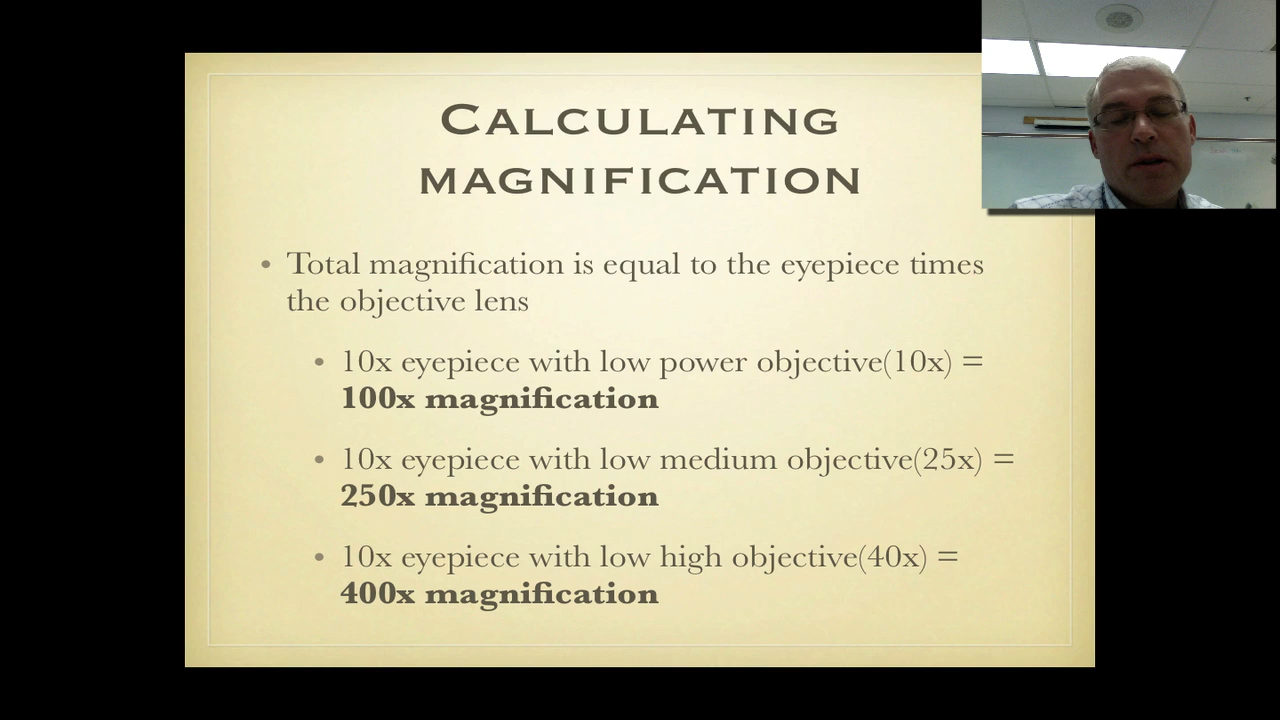 Calculating
magnification
• Total magnification is equal to the eyepiece times
the objective lens
• 10x eyepiece with low power objective(10x) =
100x magnification
• 10x eyepiece with low medium objective(25x) =
250x magnification
• 10x eyepiece with low high objective(40x) =
400x magnification